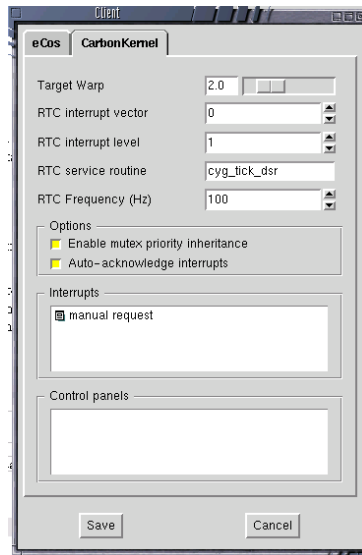 Client
eCos CarbonKernel
Target Warp 2.0
RTC interrupt vector 0
RTC interrupt level 1
RTC service routine cyg_tick_dsr
RTC Frequency (Hz) 100
Options
Enable mutex priority inheritance
Auto-acknowledge interrupts
Interrupts
manual request
Control panels
Save Cancel